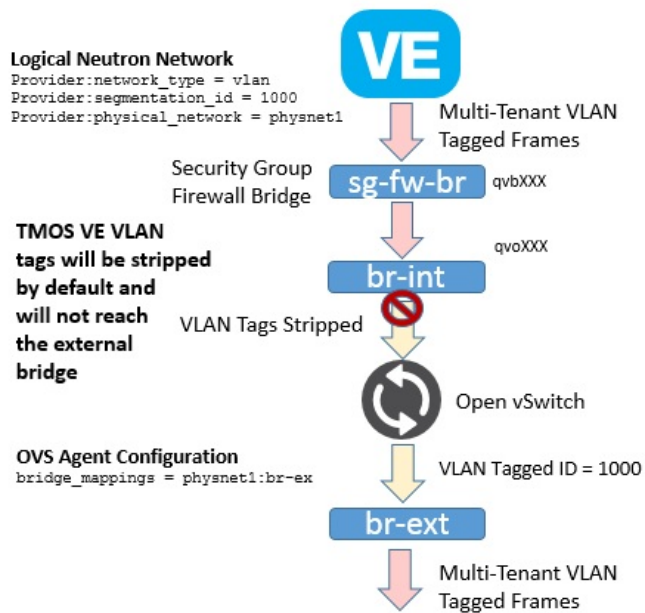 VE
Logical Neutron Network
Provider:network_type = vlan
Provider:segmentation_id = 1000
Provider:physical_network = physnet1
Multi-Tenant VLAN
Tagged Frames
Security Group
Firewall Bridge
sg-fw-br
qvbXXX
qvoXXX
TMOS VE VLAN
tags will be stripped
by default and
will not reach
the external
bridge
br-int
VLAN Tags Stripped
Open vSwitch
OVS Agent Configuration
bridge_mappings = physnet1:br-ex
VLAN Tagged ID = 1000
br-ext
Multi-Tenant VLAN
Tagged Frames